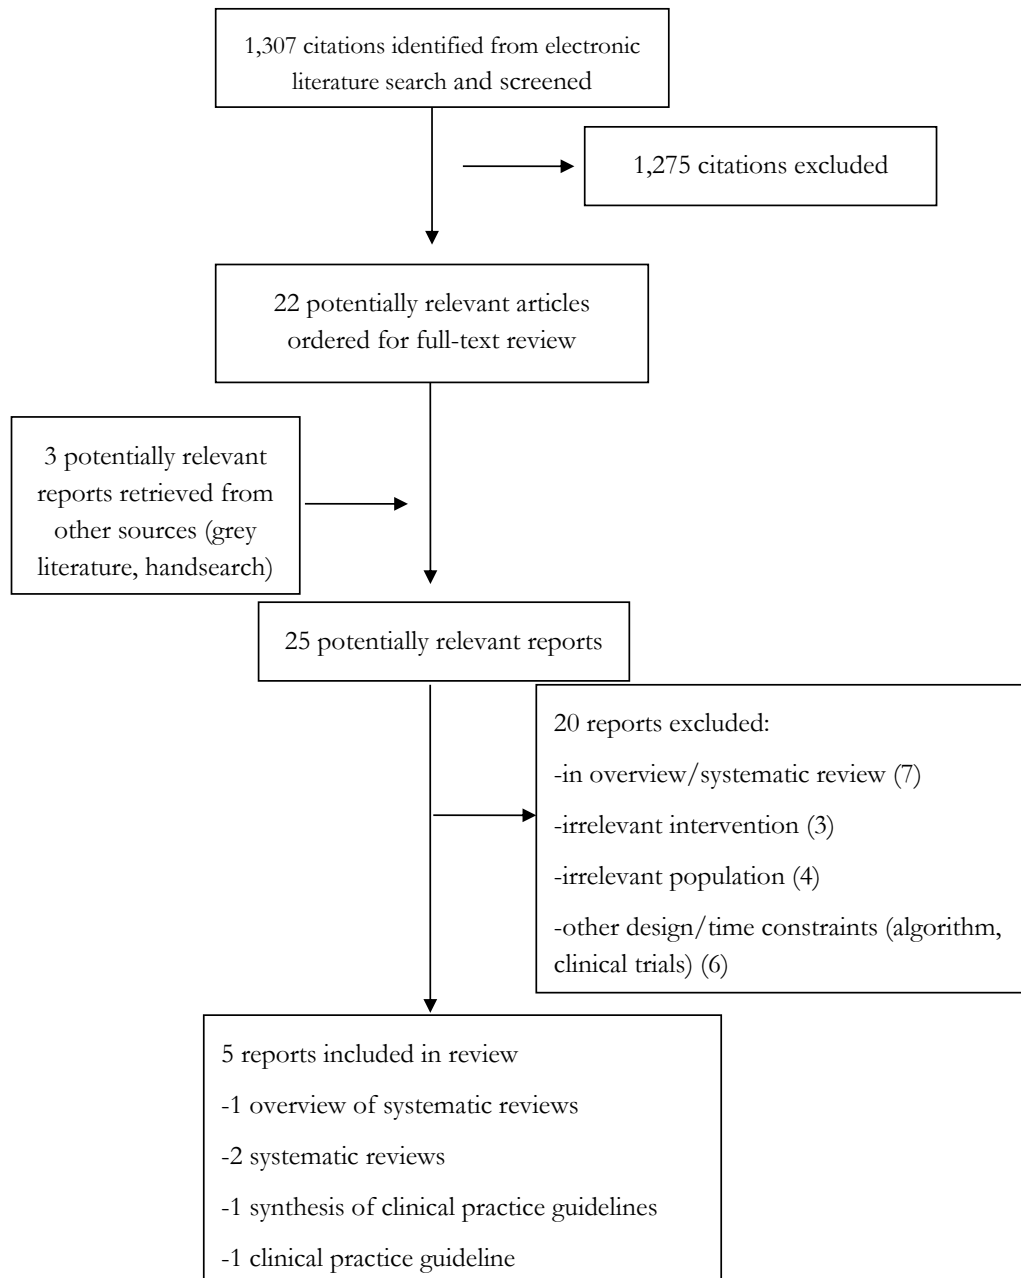 1,307 citations identified from electronic
literature search and screened
1,275 citations excluded
22 potentially relevant articles
ordered for full-text review
3 potentially relevant
reports retrieved from
other sources (grey
literature, handsearch)
25 potentially relevant reports
20 reports excluded:
-in overview/systematic review (7)
-irrelevant intervention (3)
-irrelevant population (4)
-other design/time constraints (algorithm,
clinical trials) (6)
5 reports included in review
-1 overview of systematic reviews
-2 systematic reviews
-1 synthesis of clinical practice guidelines
-1 clinical practice guideline